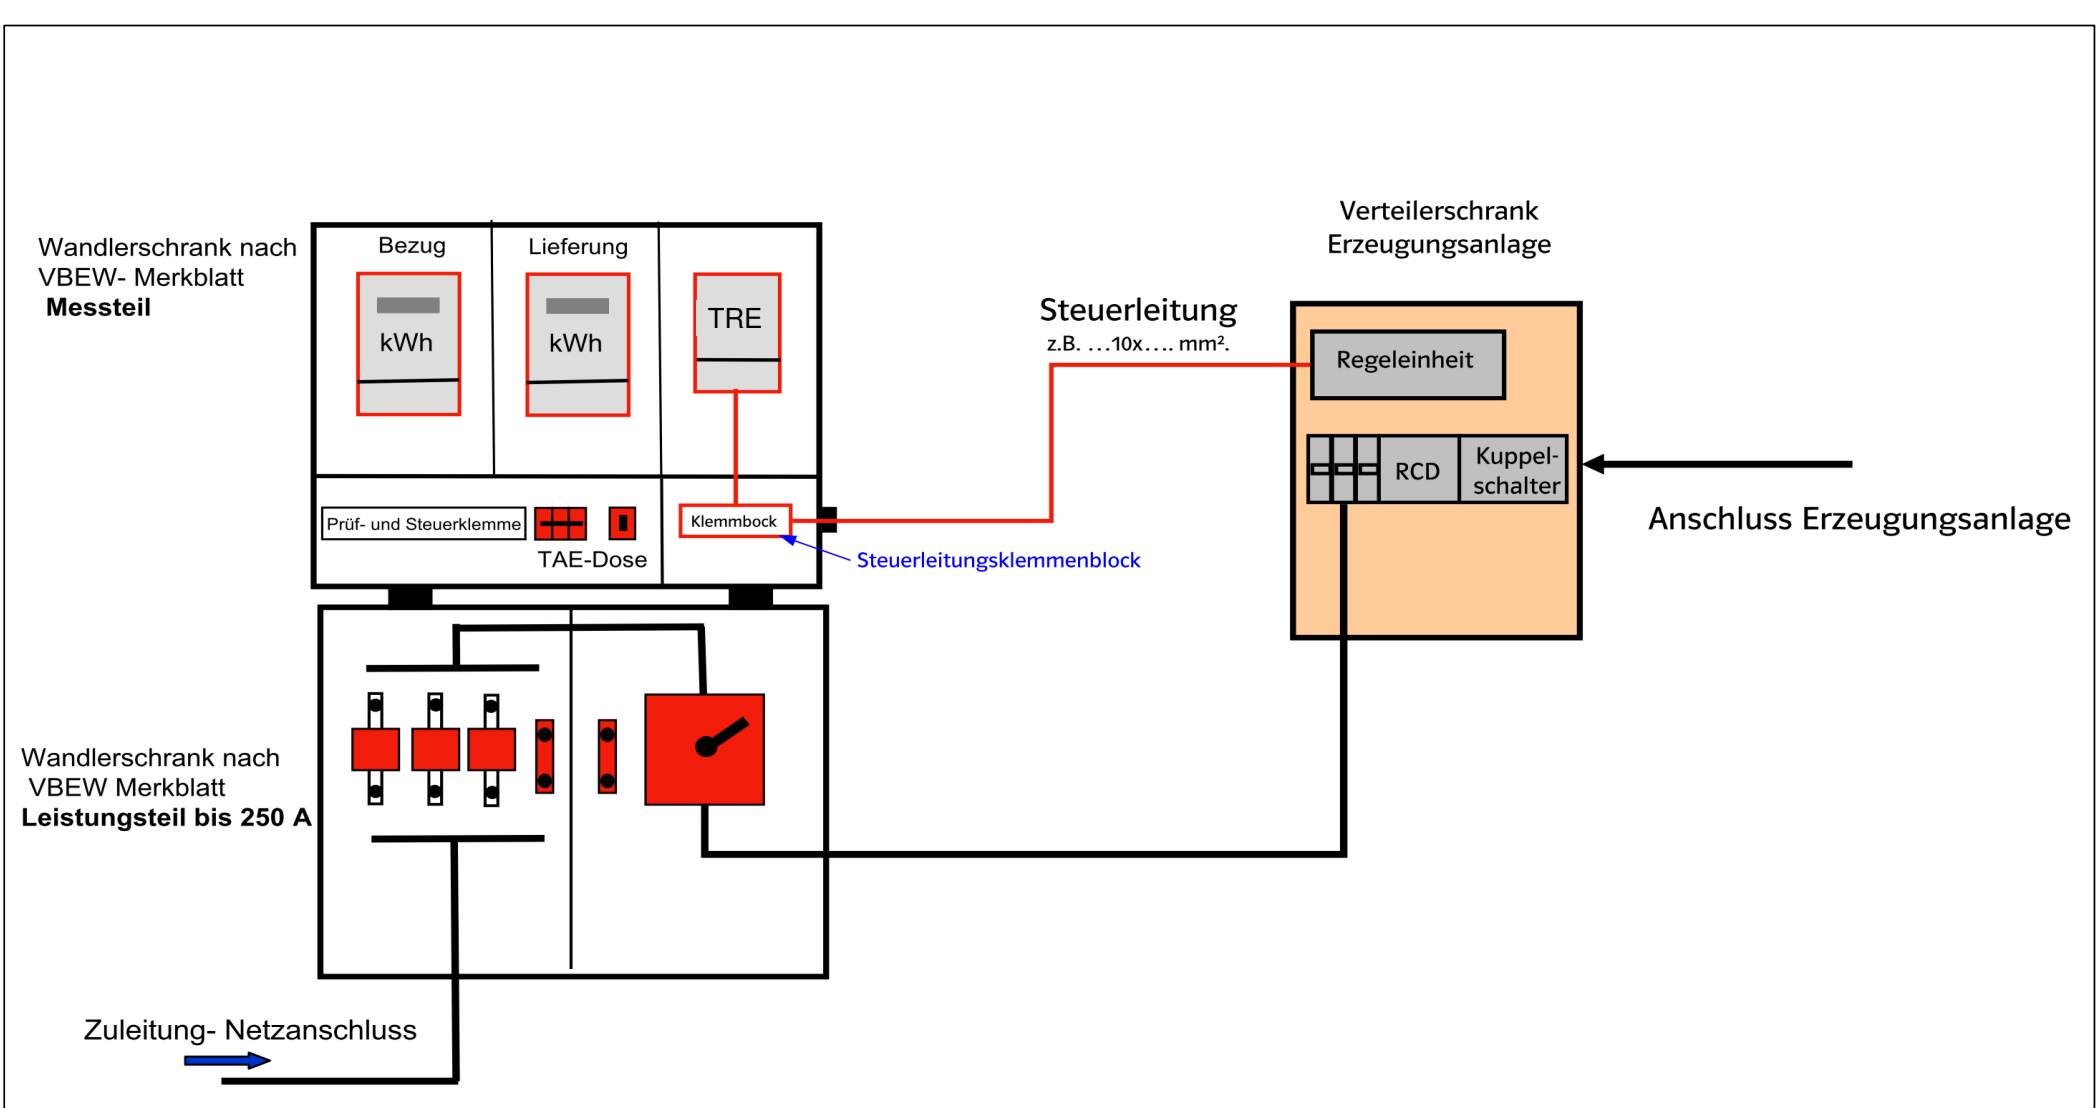 Wandlerschrank nach
VBEW- Merkblatt
Messteil
Bezug
Lieferung
kWh
kWh
TRE
Prüf- und Steuerklemme
TAE-Dose
Klemmbock
Steuerleitungsklemmenblock
Steuerleitung
z.B. …10x…. mm².
Verteilerschrank
Erzeugungsanlage
Regeleinheit
RCD
Kuppel-
schalter
Anschluss Erzeugungsanlage
Wandlerschrank nach
VBEW Merkblatt
Leistungsteil bis 250 A
Zuleitung- Netzanschluss